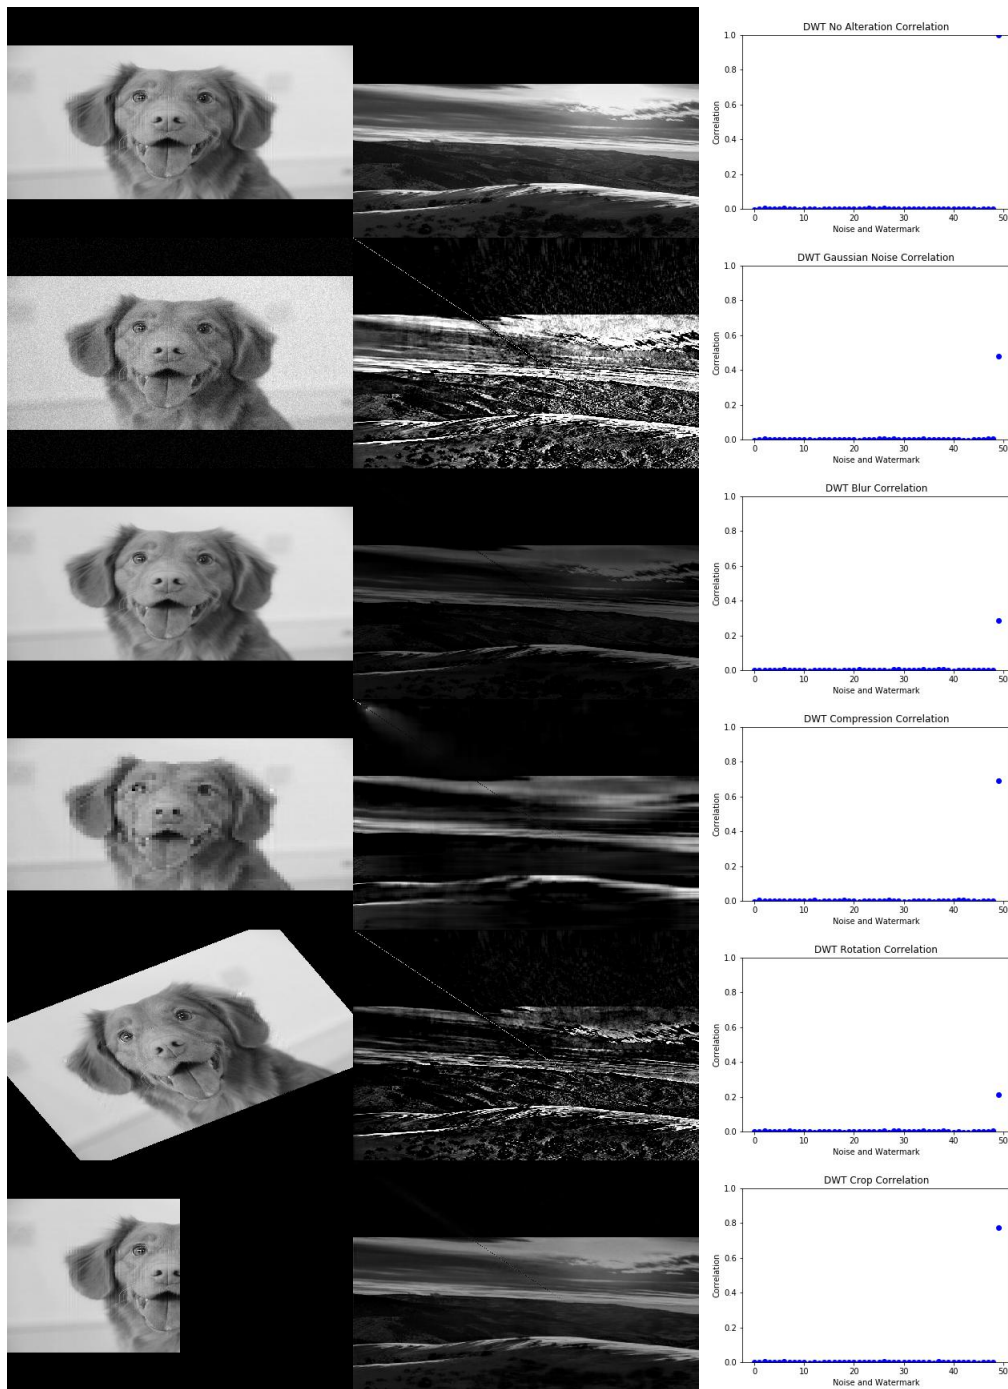 DWT No Alteration Correlation
1.0
0.8
0.6
0.4
0.2
0.0
Correlation
0 10 20 30 40 50
Noise and Watermark
DWT Gaussian Noise Correlation
1.0
0.8
0.6
0.4
0.2
0.0
Correlation
0 10 20 30 40 50
Noise and Watermark
DWT Blur Correlation
1.0
0.8
0.6
0.4
0.2
0.0
Correlation
0 10 20 30 40 50
Noise and Watermark
DWT Compression Correlation
1.0
0.8
0.6
0.4
0.2
0.0
Correlation
0 10 20 30 40 50
Noise and Watermark
DWT Rotation Correlation
1.0
0.8
0.6
0.4
0.2
0.0
Correlation
0 10 20 30 40 50
Noise and Watermark
DWT Crop Correlation
1.0
0.8
0.6
0.4
0.2
0.0
Correlation
0 10 20 30 40 50
Noise and Watermark